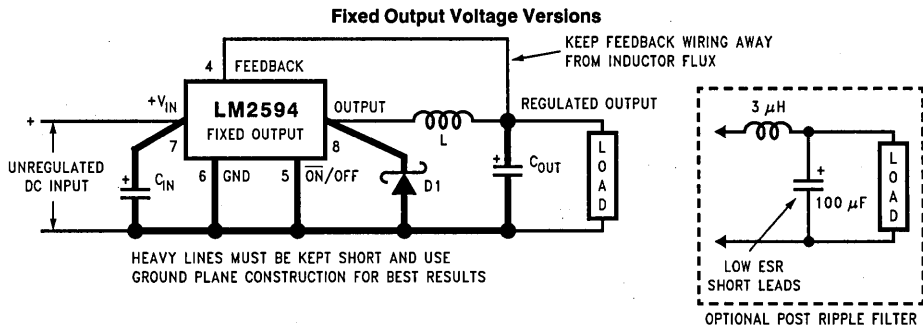 Fixed Output Voltage Versions
KEEP FEEDBACK WIRING AWAY
FROM INDUCTOR FLUX
4 FEEDBACK
+VIN
LM2594
FIXED OUTPUT
OUTPUT
REGULATED OUTPUT
+
7
8
L
UNREGULATED
DC INPUT
+
CIN
6 GND
5 ON/OFF
D1
+
COUT
LOAD
3 μH
+
100 μF
LOAD
HEAVY LINES MUST BE KEPT SHORT AND USE
GROUND PLANE CONSTRUCTION FOR BEST RESULTS
LOW ESR
SHORT LEADS
OPTIONAL POST RIPPLE FILTER